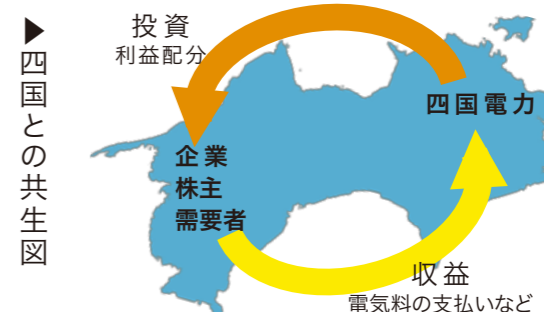 ▶四国との共生図
投資
利益配分
四国電力
企業
株主
需要者
収益
電気料の支払いなど